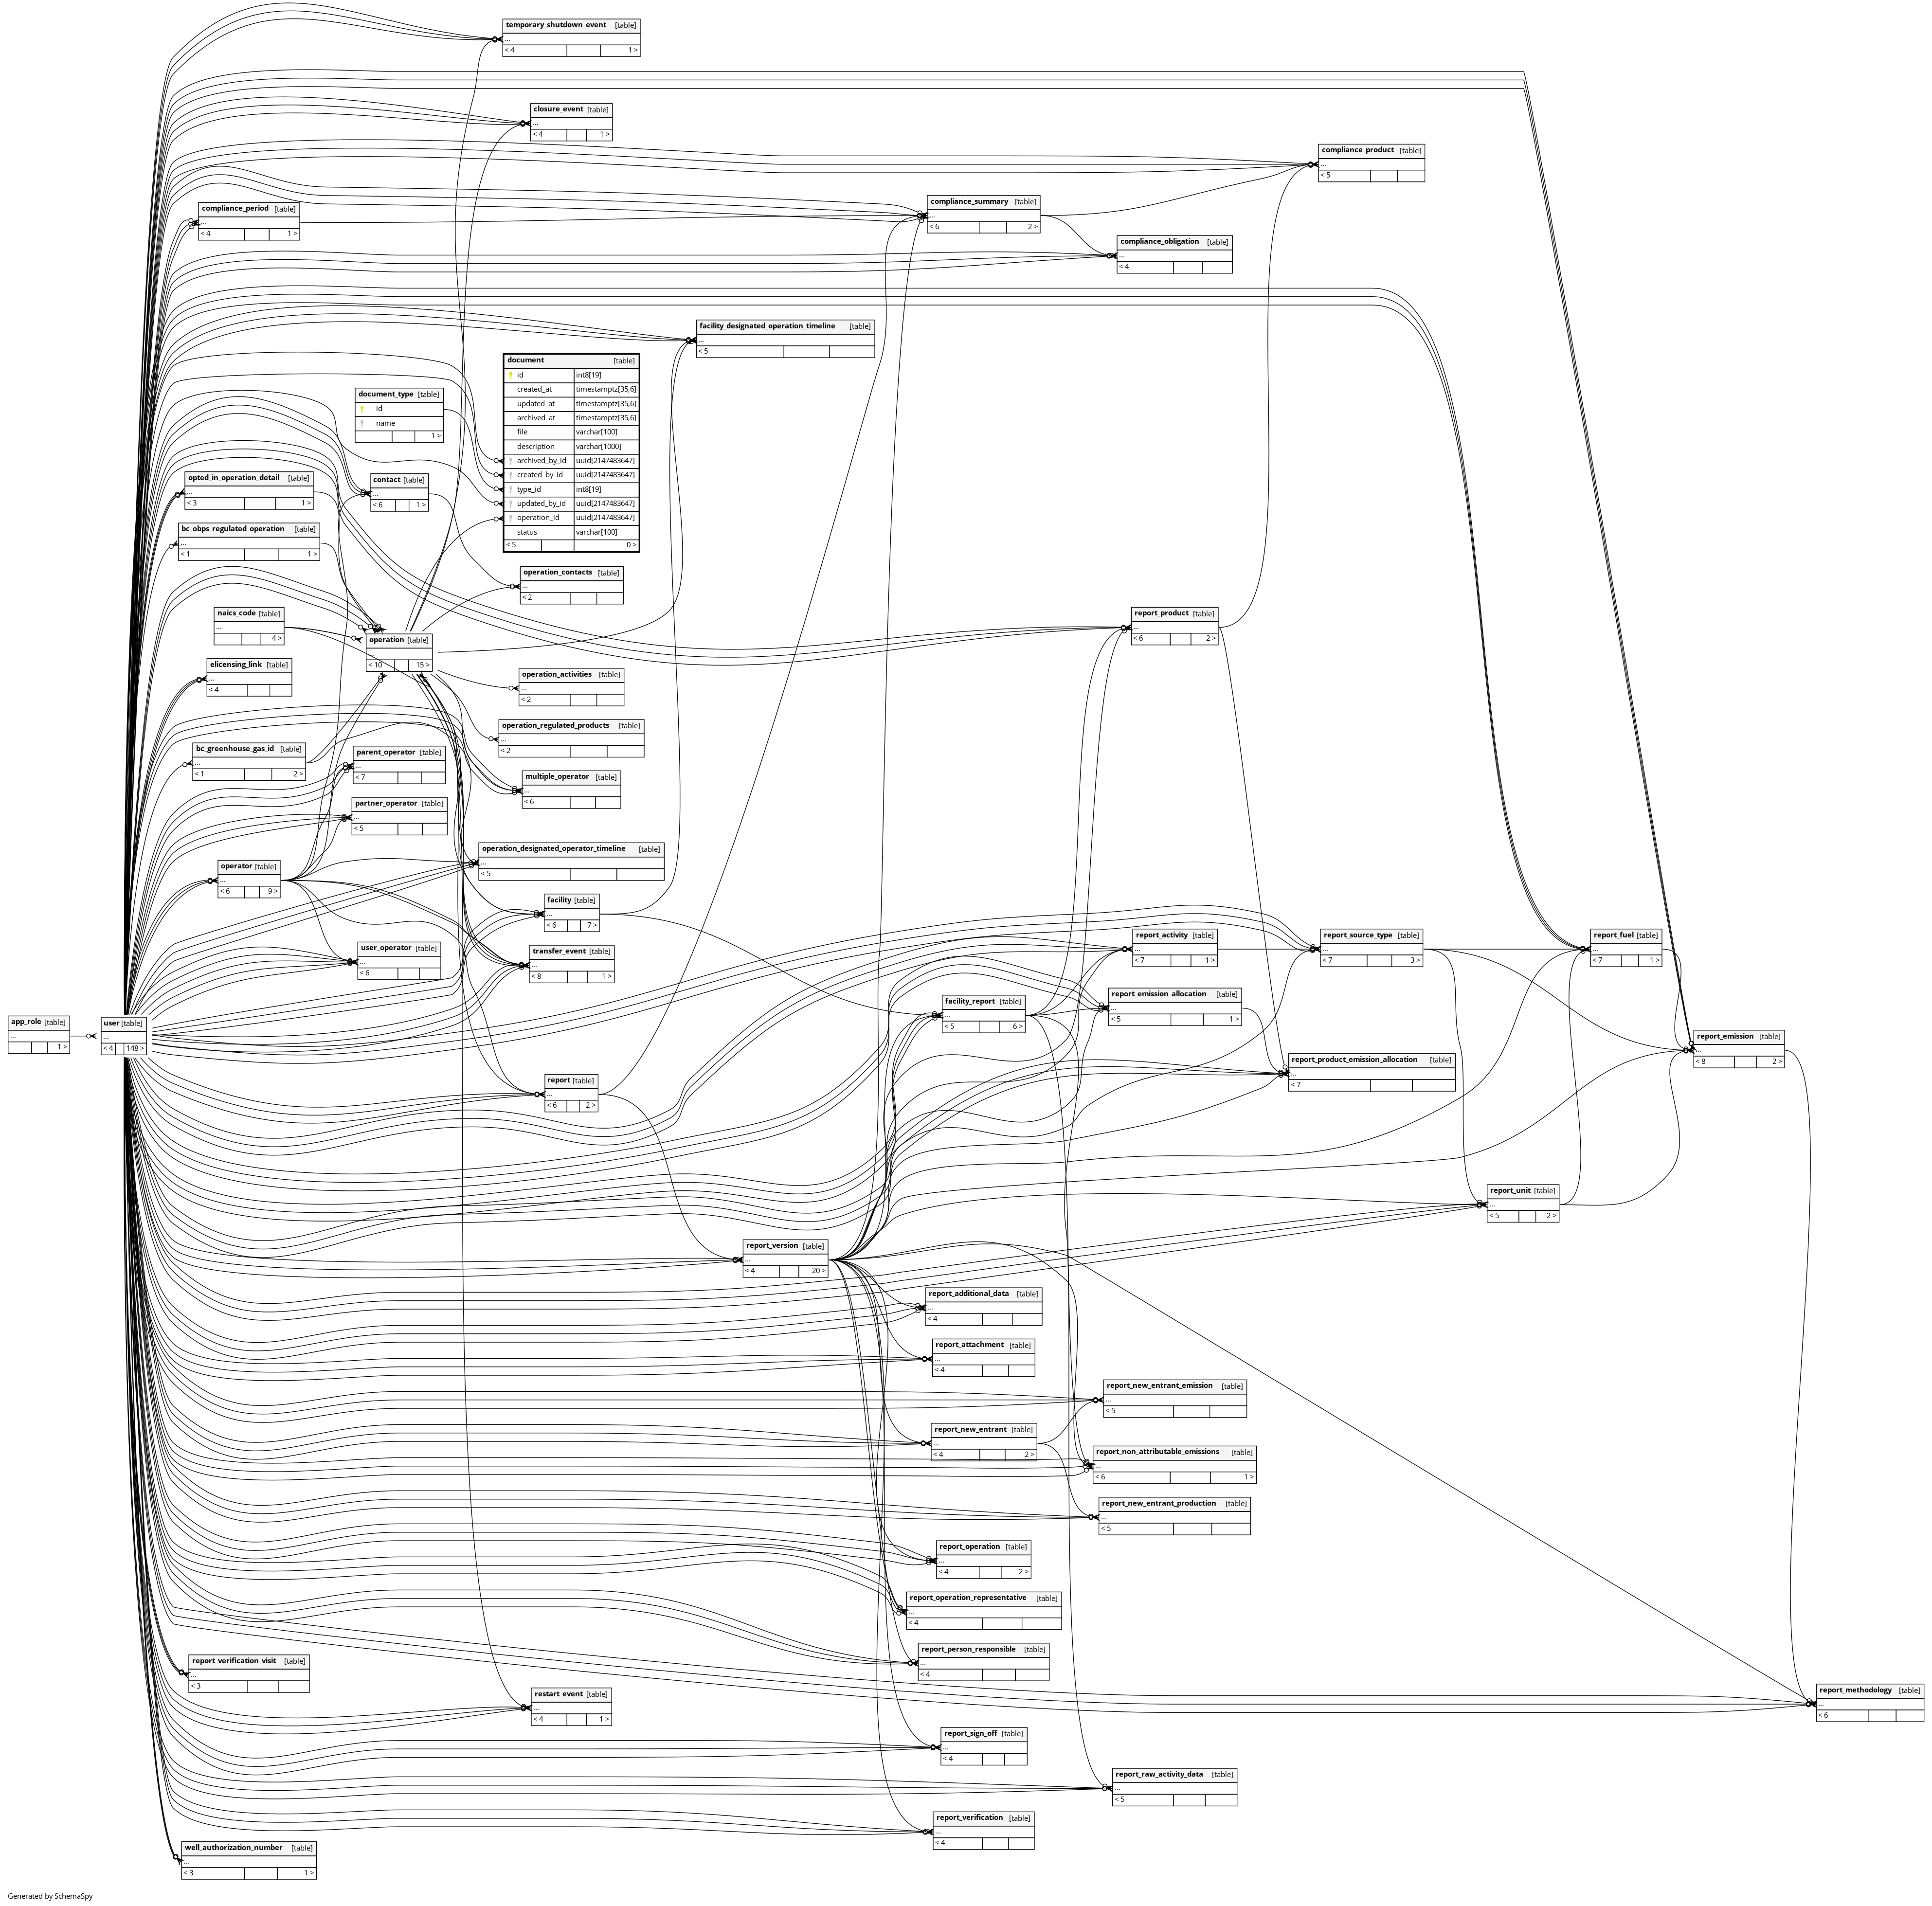 temporary_shutdown_event [table]
...
< 4 1 >
closure_event [table]
...
< 4 1 >
compliance_product [table]
...
< 5
compliance_summary [table]
...
< 6 2 >
compliance_period [table]
...
< 4 1 >
compliance_obligation [table]
...
< 4
facility_designated_operation_timeline [table]
...
< 5
document [table]
id int8[19]
created_at timestamptz[35,6]
updated_at timestamptz[35,6]
archived_at timestamptz[35,6]
file varchar[100]
description varchar[1000]
archived_by_id uuid[2147483647]
created_by_id uuid[2147483647]
type_id int8[19]
updated_by_id uuid[2147483647]
operation_id uuid[2147483647]
status varchar[100]
< 5 0 >
document_type [table]
id
name
1 >
opted_in_operation_detail [table]
...
< 3 1 >
contact [table]
...
< 6 1 >
bc_obps_regulated_operation [table]
...
< 1 1 >
operation_contacts [table]
...
< 2
naics_code [table]
...
4 >
report_product [table]
...
< 6 2 >
operation [table]
...
< 10 15 >
elicensing_link [table]
...
< 4
operation_activities [table]
...
< 2
operation_regulated_products [table]
...
< 2
bc_greenhouse_gas_id [table]
...
< 1 2 >
parent_operator [table]
...
< 7
multiple_operator [table]
...
< 6
partner_operator [table]
...
< 5
operation_designated_operator_timeline [table]
...
< 5
operator [table]
...
< 6 9 >
facility [table]
...
< 6 7 >
user_operator [table]
...
< 6
transfer_event [table]
...
< 8 1 >
report_activity [table]
...
< 7 1 >
report_source_type [table]
...
< 7 3 >
report_fuel [table]
...
< 7 1 >
facility_report [table]
...
< 5 6 >
report_emission_allocation [table]
...
< 5 1 >
app_role [table]
...
1 >
user [table]
...
< 4 148 >
report_emission [table]
...
< 8 2 >
report_product_emission_allocation [table]
...
< 7
report [table]
...
< 6 2 >
report_unit [table]
...
< 5 2 >
report_version [table]
...
< 4 20 >
report_additional_data [table]
...
< 4
report_attachment [table]
...
< 4
report_new_entrant_emission [table]
...
< 5
report_new_entrant [table]
...
< 4 2 >
report_non_attributable_emissions [table]
...
< 6 1 >
report_new_entrant_production [table]
...
< 5
report_operation [table]
...
< 4 2 >
report_operation_representative [table]
...
< 4
report_person_responsible [table]
...
< 4
report_verification_visit [table]
...
< 3
restart_event [table]
...
< 4 1 >
report_methodology [table]
...
< 6
report_sign_off [table]
...
< 4
report_raw_activity_data [table]
...
< 5
report_verification [table]
...
< 4
well_authorization_number [table]
...
< 3 1 >
Generated by SchemaSpy